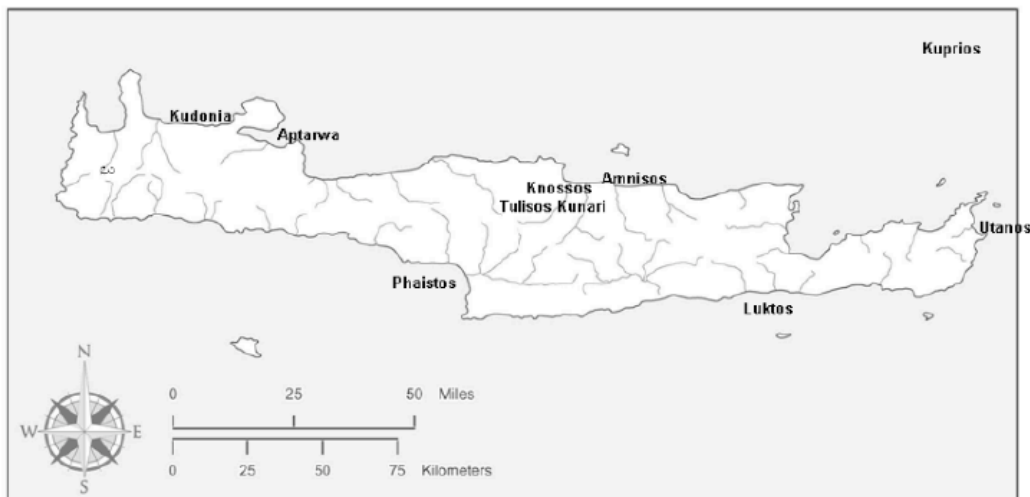 Kuprios
Kudonia
Aptarwa
Knossos
Amnisos
Tulisos Kunari
Utanos
Phaistos
Luktos
N
W
E
S
0 25 50 Miles
0 25 50 75 Kilometers